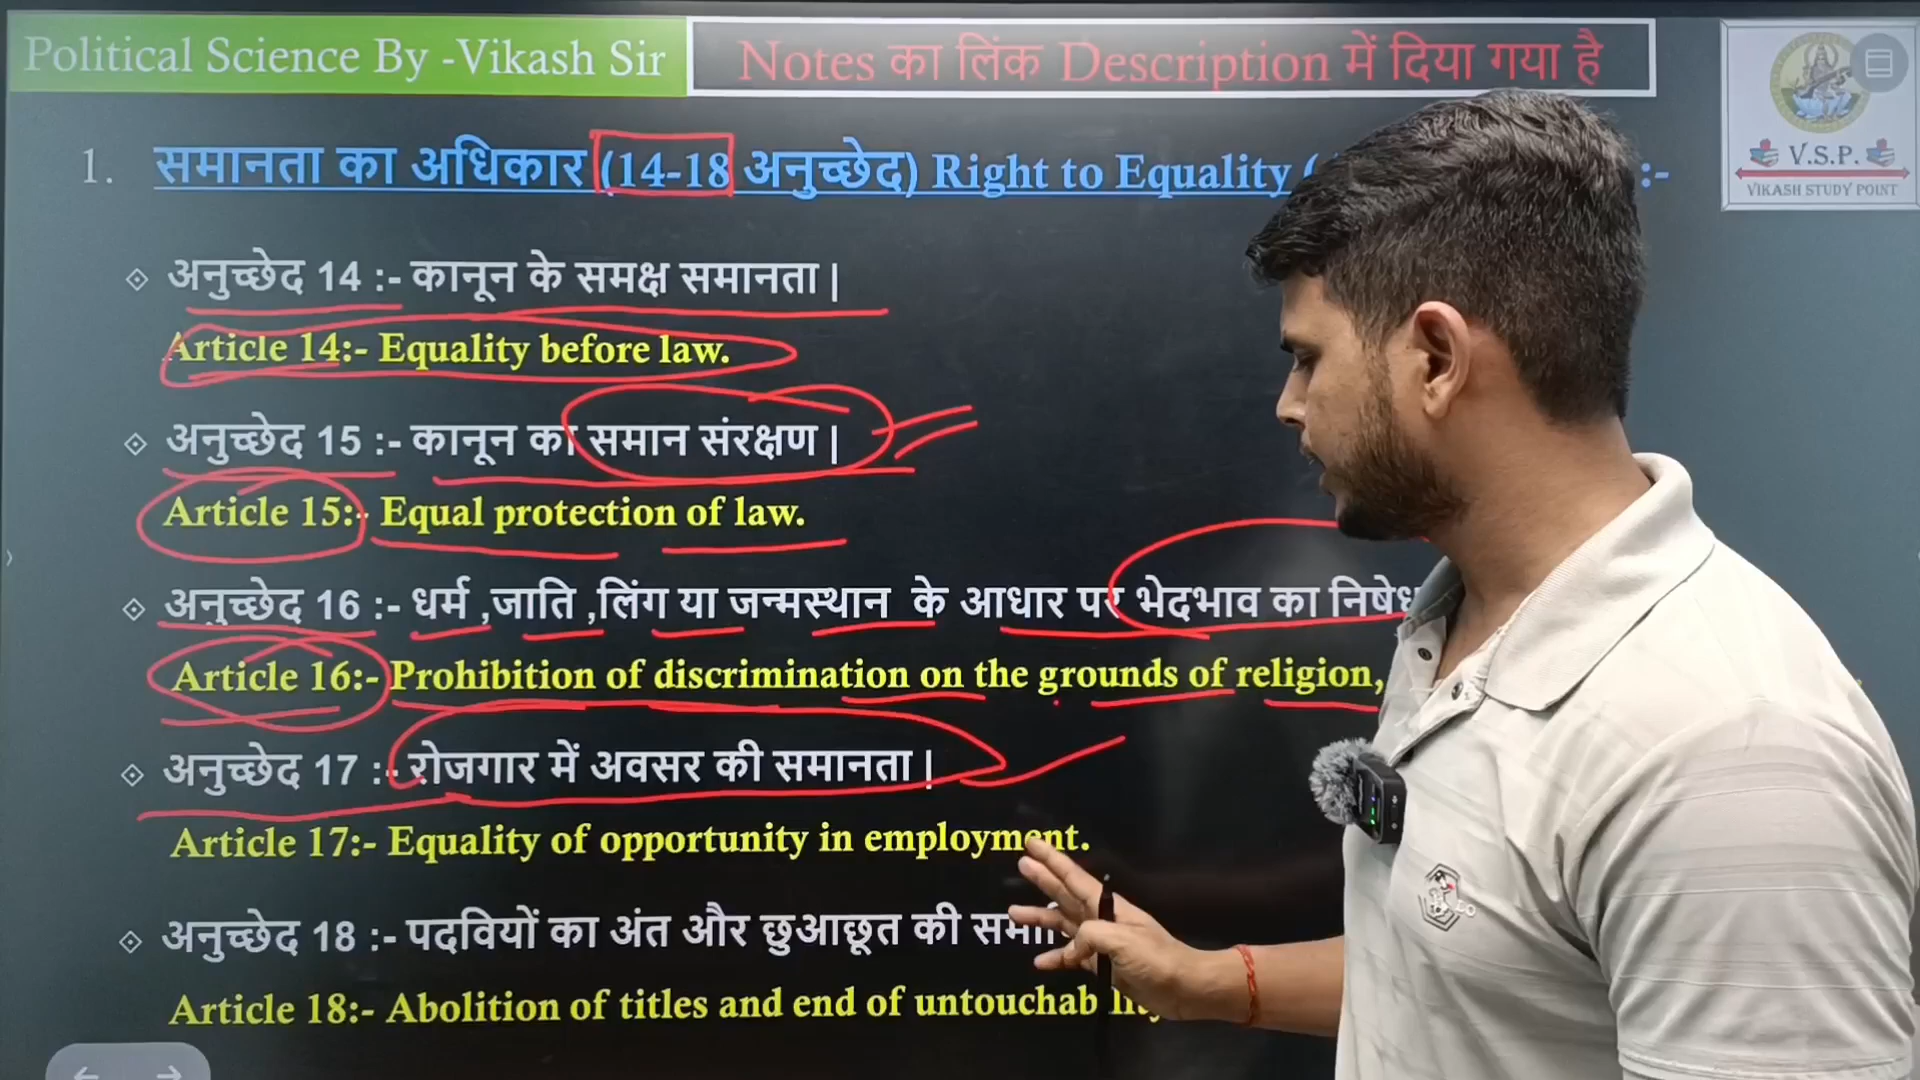 Political Science By -Vikash Sir
Notes का लिंक Description में दिया गया है
V.S.P.
VIKASH STUDY POINT
1. समानता का अधिकार (14-18 अनुच्छेद) Right to Equality ( :-
अनुच्छेद 14 :- कानून के समक्ष समानता |
Article 14:- Equality before law.
अनुच्छेद 15 :- कानून का समान संरक्षण |
Article 15:- Equal protection of law.
अनुच्छेद 16 :- धर्म ,जाति ,लिंग या जन्मस्थान के आधार पर भेदभाव का निषेध
Article 16:- Prohibition of discrimination on the grounds of religion,
अनुच्छेद 17 :- रोजगार में अवसर की समानता |
Article 17:- Equality of opportunity in employment.
अनुच्छेद 18 :- पदवियों का अंत और छुआछूत की
Article 18:- Abolition of titles and end of